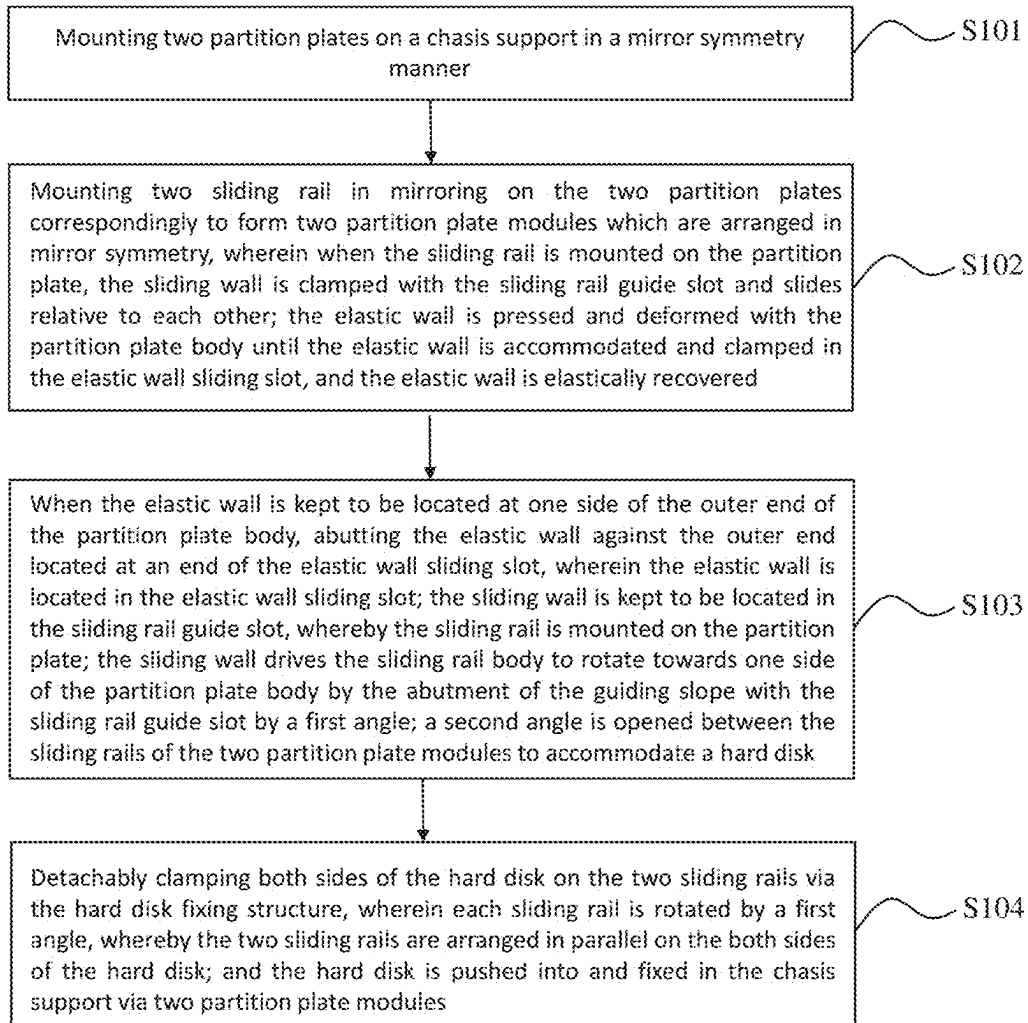 Mounting two partition plates on a chasis support in a mirror symmetry
manner
S101
Mounting two sliding rail in mirroring on the two partition plates
correspondingly to form two partition plate modules which are arranged in
mirror symmetry, wherein when the sliding rail is mounted on the partition
plate, the sliding wall is clamped with the sliding rail guide slot and slides
relative to each other; the elastic wall is pressed and deformed with the
partition plate body until the elastic wall is accommodated and clamped in
the elastic wall sliding slot, and the elastic wall is elastically recovered
S102
When the elastic wall is kept to be located at one side of the outer end of
the partition plate body, abutting the elastic wall against the outer end
located at an end of the elastic wall sliding slot, wherein the elastic wall is
located in the elastic wall sliding slot; the sliding wall is kept to be located in
the sliding rail guide slot, whereby the sliding rail is mounted on the partition
plate; the sliding wall drives the sliding rail body to rotate towards one side
of the partition plate body by the abutment of the guiding slope with the
sliding rail guide slot by a first angle; a second angle is opened between the
sliding rails of the two partition plate modules to accommodate a hard disk
S103
Detachably clamping both sides of the hard disk on the two sliding rails via
the hard disk fixing structure, wherein each sliding rail is rotated by a first
angle, whereby the two sliding rails are arranged in parallel on the both sides
of the hard disk; and the hard disk is pushed into and fixed in the chasis
support via two partition plate modules
S104